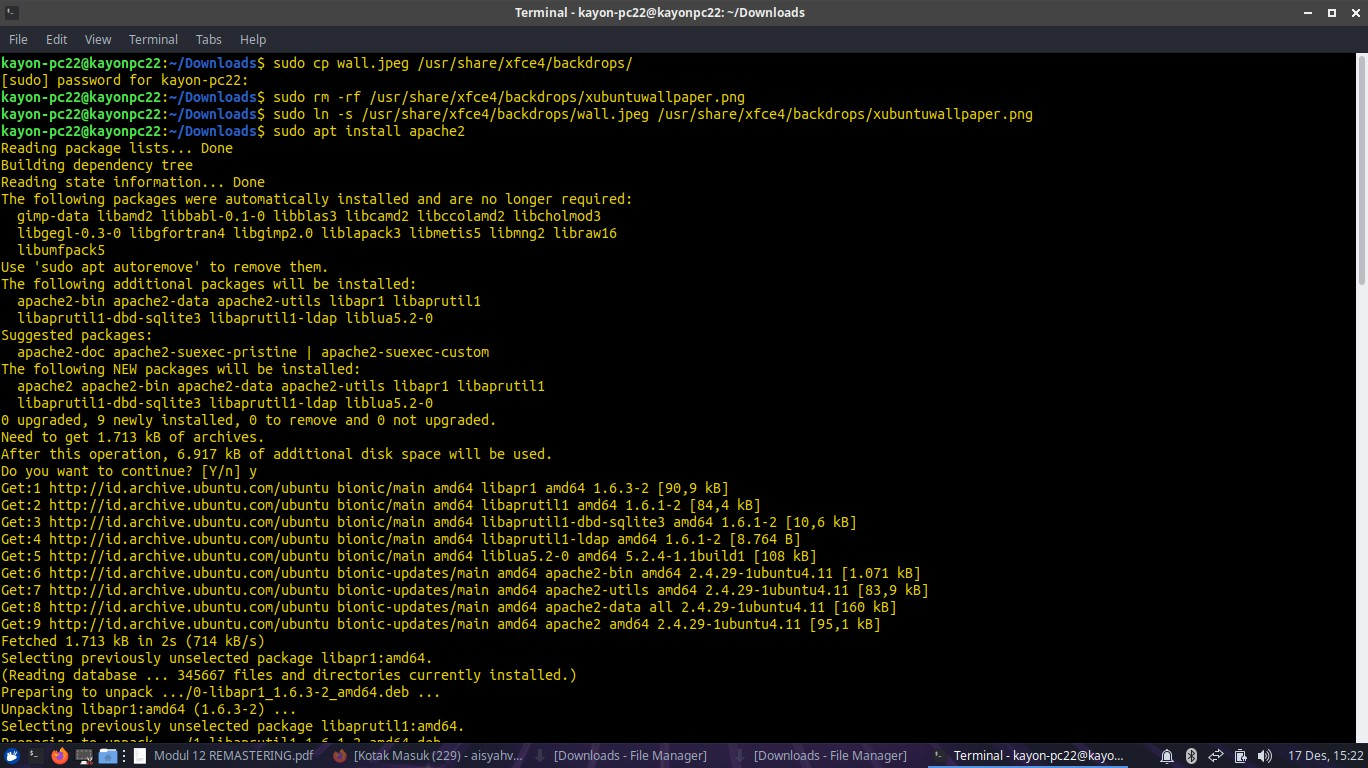 Terminal - kayon-pc22@kayonpc22: ~/Downloads
File Edit View Terminal Tabs Help
kayon-pc22@kayonpc22:~/Downloads$ sudo cp wall.jpeg /usr/share/xfce4/backdrops/
[sudo] password for kayon-pc22:
kayon-pc22@kayonpc22:~/Downloads$ sudo rm -rf /usr/share/xfce4/backdrops/xubuntuwallpaper.png
kayon-pc22@kayonpc22:~/Downloads$ sudo ln -s /usr/share/xfce4/backdrops/wall.jpeg /usr/share/xfce4/backdrops/xubuntuwallpaper.png
kayon-pc22@kayonpc22:~/Downloads$ sudo apt install apache2
Reading package lists... Done
Building dependency tree
Reading state information... Done
The following packages were automatically installed and are no longer required:
  gimp-data libamd2 libbabl-0.1-0 libblas3 libcamd2 libccolamd2 libcholmod3
  libgegl-0.3-0 libgfortran4 libgimp2.0 liblapack3 libmetis5 libmng2 libraw16
  libumfpack5
Use 'sudo apt autoremove' to remove them.
The following additional packages will be installed:
  apache2-bin apache2-data apache2-utils libapr1 libaprutil1
  libaprutil1-dbd-sqlite3 libaprutil1-ldap liblua5.2-0
Suggested packages:
  apache2-doc apache2-suexec-pristine | apache2-suexec-custom
The following NEW packages will be installed:
  apache2 apache2-bin apache2-data apache2-utils libapr1 libaprutil1
  libaprutil1-dbd-sqlite3 libaprutil1-ldap liblua5.2-0
0 upgraded, 9 newly installed, 0 to remove and 0 not upgraded.
Need to get 1.713 kB of archives.
After this operation, 6.917 kB of additional disk space will be used.
Do you want to continue? [Y/n] y
Get:1 http://id.archive.ubuntu.com/ubuntu bionic/main amd64 libapr1 amd64 1.6.3-2 [90,9 kB]
Get:2 http://id.archive.ubuntu.com/ubuntu bionic/main amd64 libaprutil1 amd64 1.6.1-2 [84,4 kB]
Get:3 http://id.archive.ubuntu.com/ubuntu bionic/main amd64 libaprutil1-dbd-sqlite3 amd64 1.6.1-2 [10,6 kB]
Get:4 http://id.archive.ubuntu.com/ubuntu bionic/main amd64 libaprutil1-ldap amd64 1.6.1-2 [8.764 B]
Get:5 http://id.archive.ubuntu.com/ubuntu bionic/main amd64 liblua5.2-0 amd64 5.2.4-1.1build1 [108 kB]
Get:6 http://id.archive.ubuntu.com/ubuntu bionic-updates/main amd64 apache2-bin amd64 2.4.29-1ubuntu4.11 [1.071 kB]
Get:7 http://id.archive.ubuntu.com/ubuntu bionic-updates/main amd64 apache2-utils amd64 2.4.29-1ubuntu4.11 [83,9 kB]
Get:8 http://id.archive.ubuntu.com/ubuntu bionic-updates/main amd64 apache2-data all 2.4.29-1ubuntu4.11 [160 kB]
Get:9 http://id.archive.ubuntu.com/ubuntu bionic-updates/main amd64 apache2 amd64 2.4.29-1ubuntu4.11 [95,1 kB]
Fetched 1.713 kB in 2s (714 kB/s)
Selecting previously unselected package libapr1:amd64.
(Reading database ... 345667 files and directories currently installed.)
Preparing to unpack .../0-libapr1_1.6.3-2_amd64.deb ...
Unpacking libapr1:amd64 (1.6.3-2) ...
Selecting previously unselected package libaprutil1:amd64.
Modul 12 REMASTERING.pdf [Kotak Masuk (229) - aisyahv... [Downloads - File Manager] [Downloads - File Manager] Terminal - kayon-pc22@kayo... 17 Des, 15:22